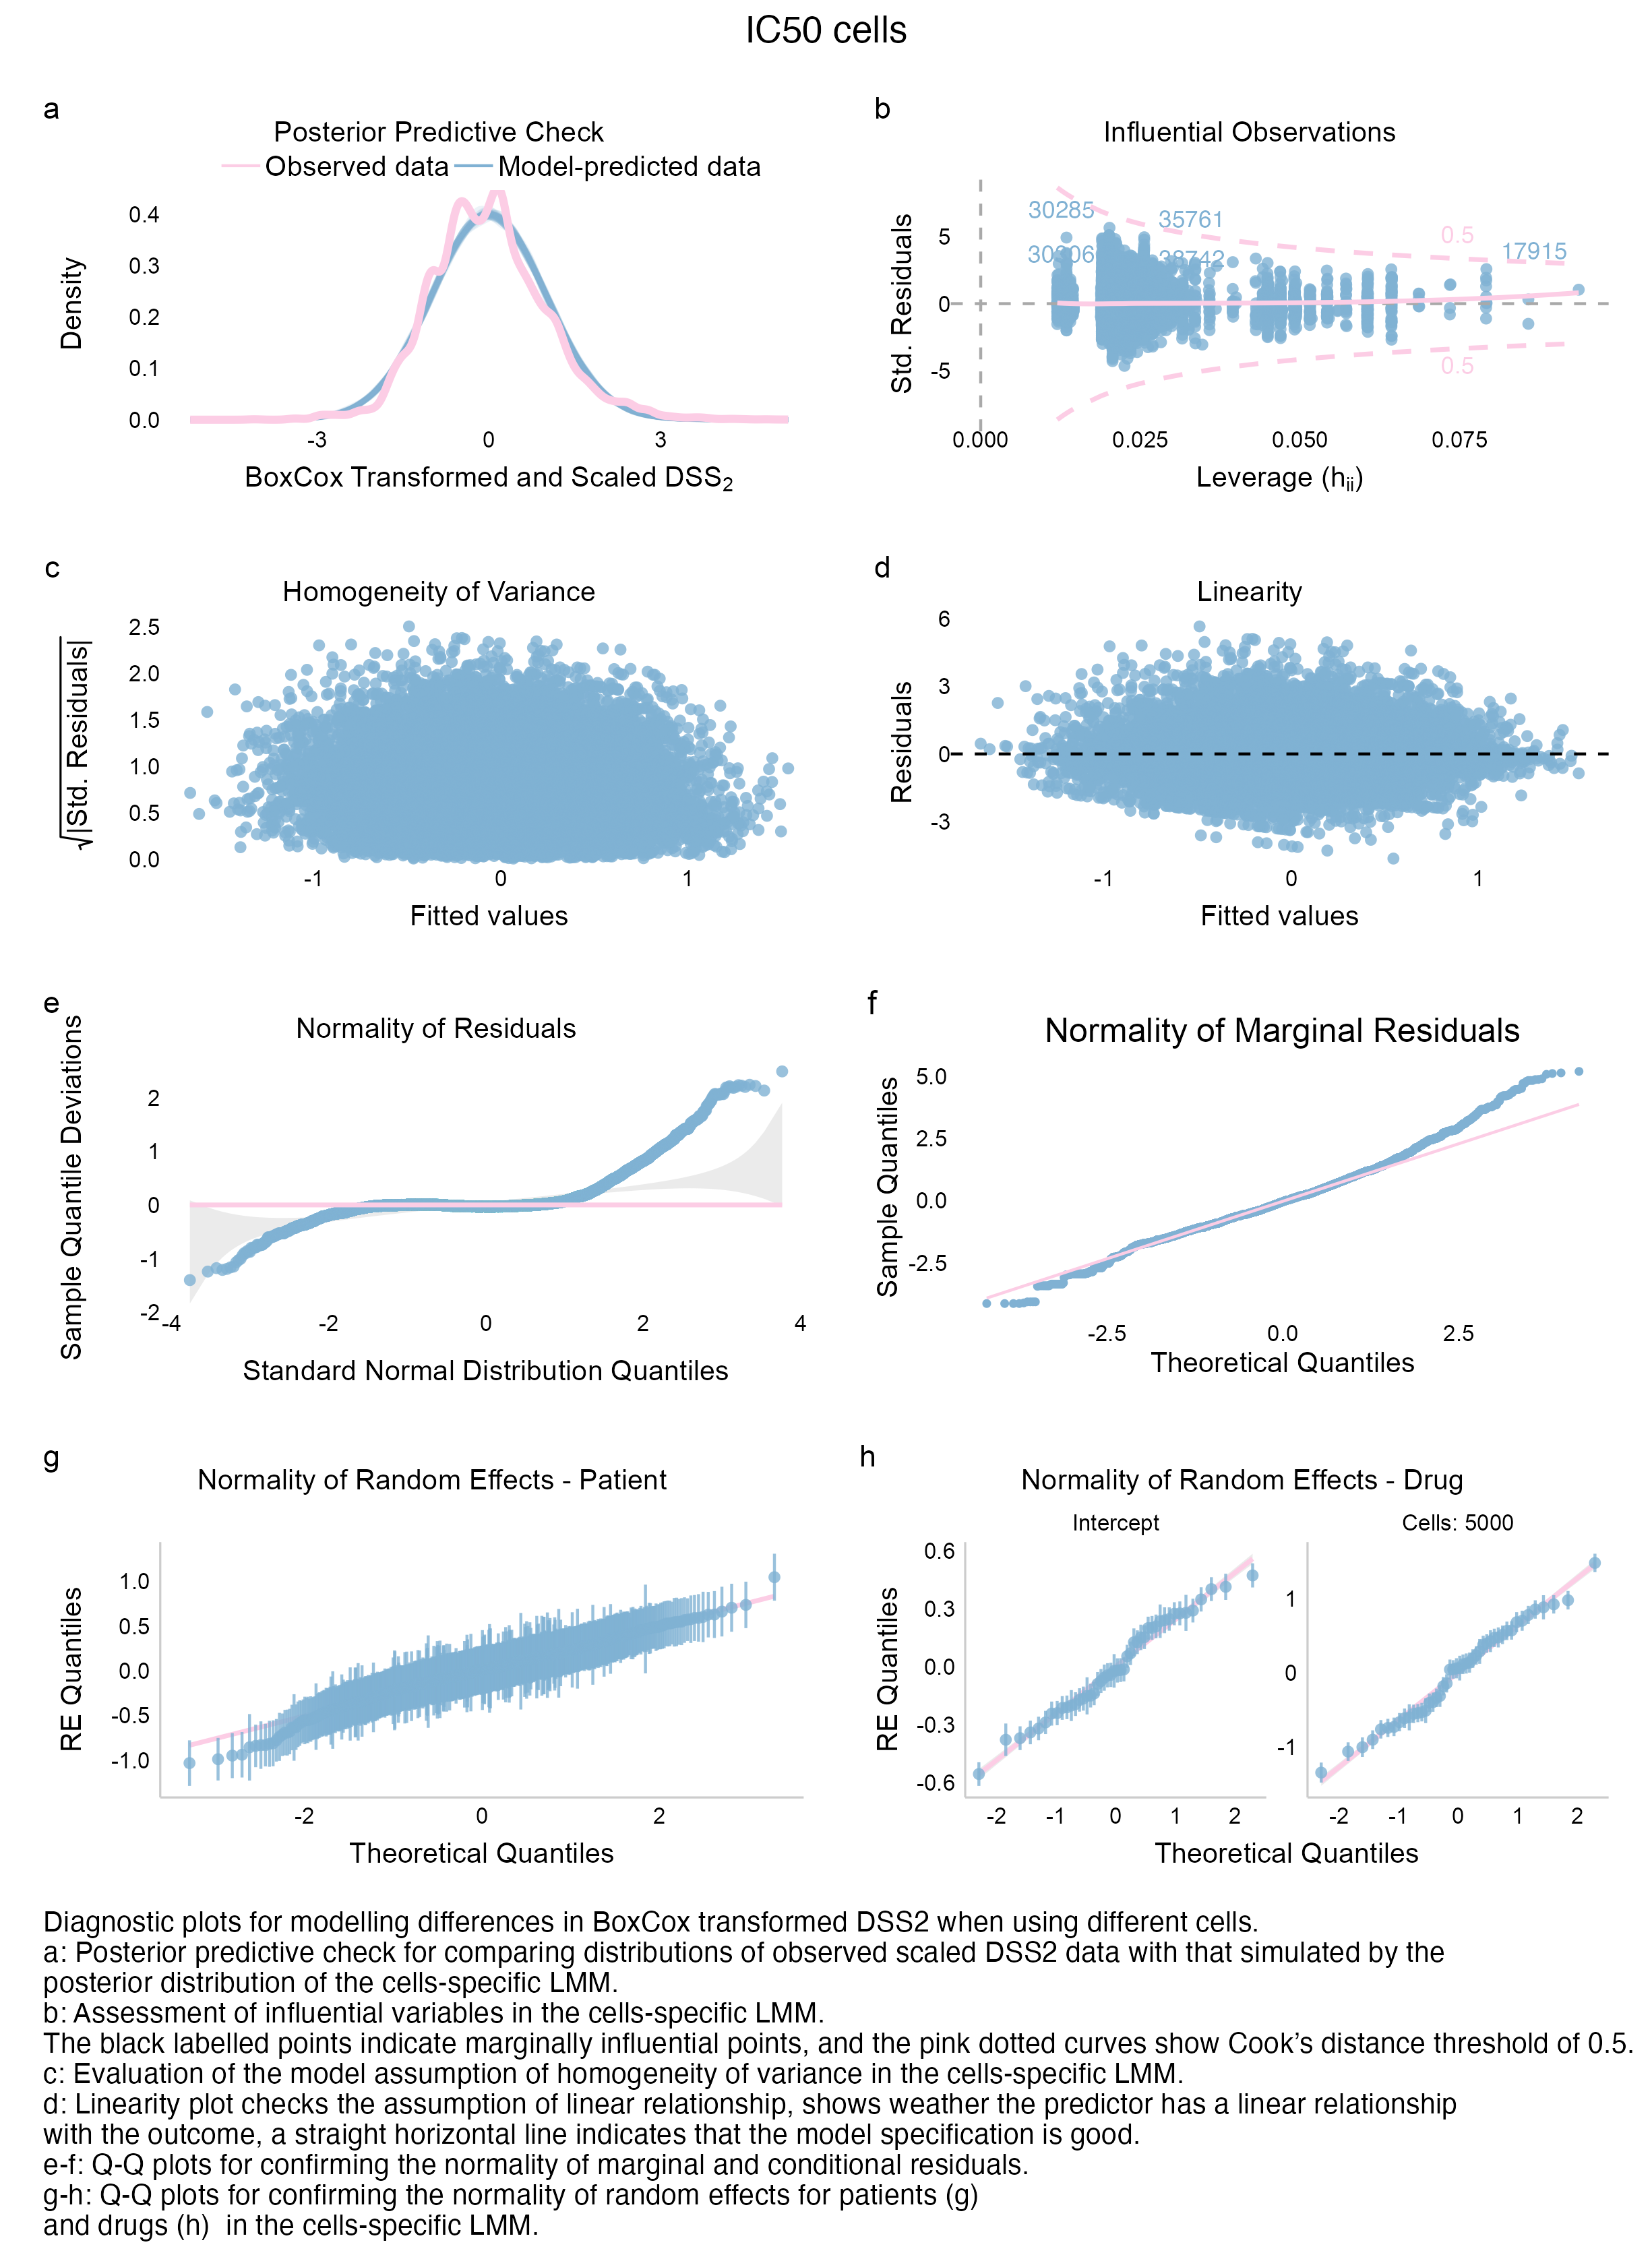 IC50 cells
a
Posterior Predictive Check
Observed data Model-predicted data
Density
0.4
0.3
0.2
0.1
0.0
-3 0 3
BoxCox Transformed and Scaled DSS2
b
Influential Observations
Std. Residuals
5
0
-5
30285
30306
35761
38742
17915
0.5
0.5
0.000 0.025 0.050 0.075
Leverage (hii)
c
Homogeneity of Variance
√|Std. Residuals|
2.5
2.0
1.5
1.0
0.5
0.0
-1 0 1
Fitted values
d
Linearity
Residuals
6
3
0
-3
-1 0 1
Fitted values
e
Normality of Residuals
Sample Quantile Deviations
2
1
0
-1
-2
-4 -2 0 2 4
Standard Normal Distribution Quantiles
f
Normality of Marginal Residuals
Sample Quantiles
5.0
2.5
0.0
-2.5
-2.5 0.0 2.5
Theoretical Quantiles
g
Normality of Random Effects - Patient
RE Quantiles
1.0
0.5
0.0
-0.5
-1.0
-2 0 2
Theoretical Quantiles
h
Normality of Random Effects - Drug
Intercept Cells: 5000
RE Quantiles
0.6
0.3
0.0
-0.3
-0.6
-2 -1 0 1 2
1
0
-1
-2 -1 0 1 2
Theoretical Quantiles
Diagnostic plots for modelling differences in BoxCox transformed DSS2 when using different cells.
a: Posterior predictive check for comparing distributions of observed scaled DSS2 data with that simulated by the
posterior distribution of the cells-specific LMM.
b: Assessment of influential variables in the cells-specific LMM.
The black labelled points indicate marginally influential points, and the pink dotted curves show Cook's distance threshold of 0.5.
c: Evaluation of the model assumption of homogeneity of variance in the cells-specific LMM.
d: Linearity plot checks the assumption of linear relationship, shows weather the predictor has a linear relationship
with the outcome, a straight horizontal line indicates that the model specification is good.
e-f: Q-Q plots for confirming the normality of marginal and conditional residuals.
g-h: Q-Q plots for confirming the normality of random effects for patients (g)
and drugs (h)  in the cells-specific LMM.